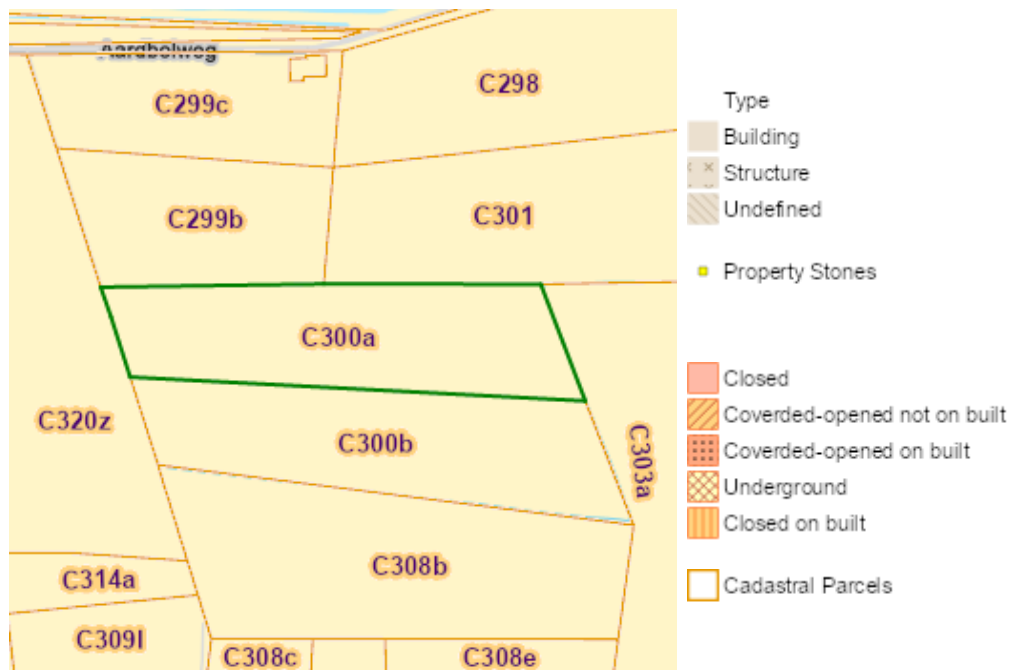 Aardbolweg
C299c
C298
C299b
C301
C300a
C320z
C300b
C303a
C308b
C314a
C309l
C308c
C308e
Type
Building
Structure
Undefined
Property Stones
Closed
Coverded-opened not on built
Coverded-opened on built
Underground
Closed on built
Cadastral Parcels